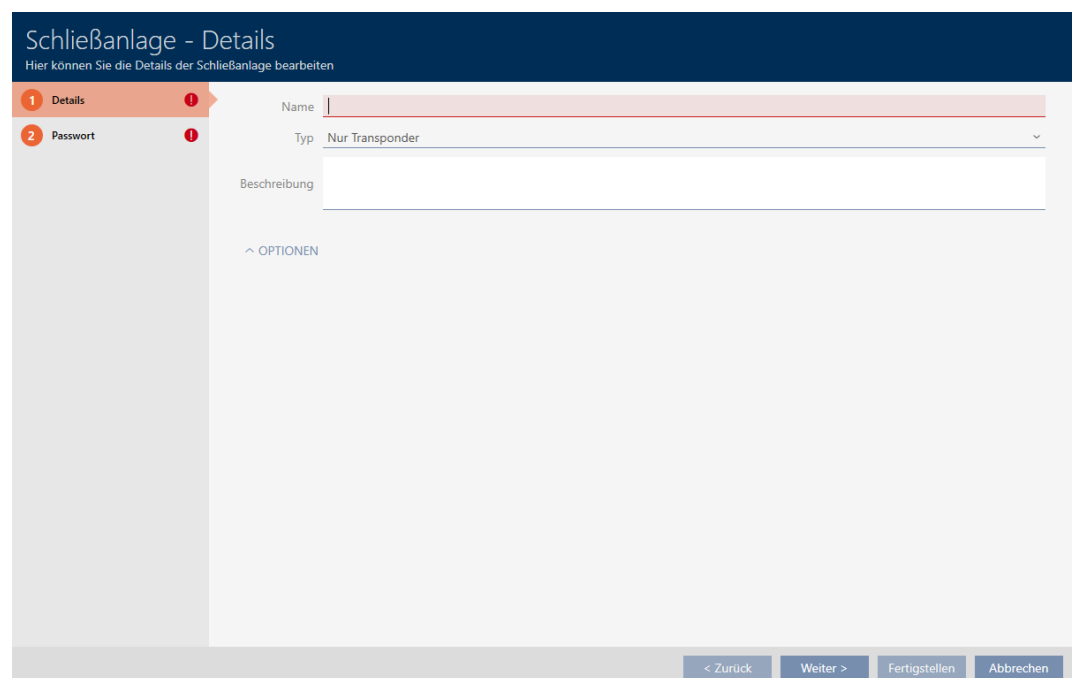 Schließanlage - Details
Hier können Sie die Details der Schließanlage bearbeiten
1 Details !
2 Passwort !
Name
Typ Nur Transponder
Beschreibung
OPTIONEN
< Zurück Weiter > Fertigstellen Abbrechen